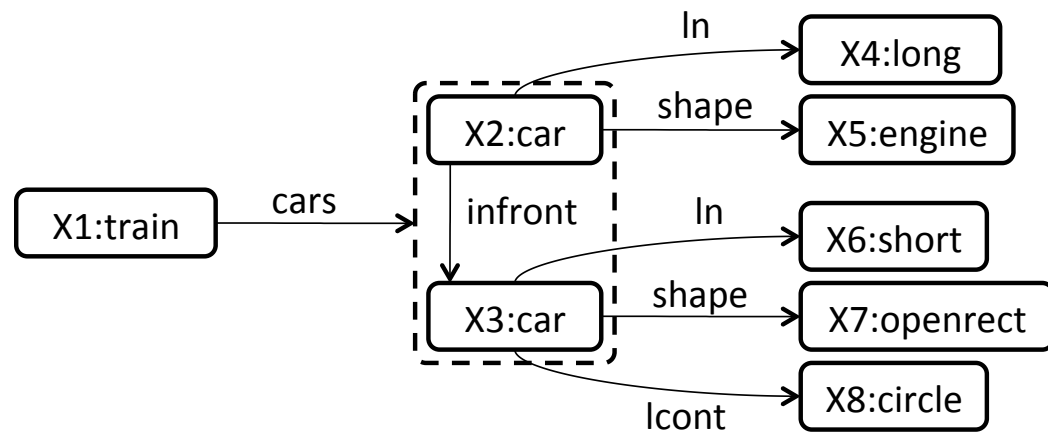 ln
X4:long
X2:car
shape
X5:engine
X1:train
cars
infront
ln
X6:short
X3:car
shape
X7:openrect
lcont
X8:circle